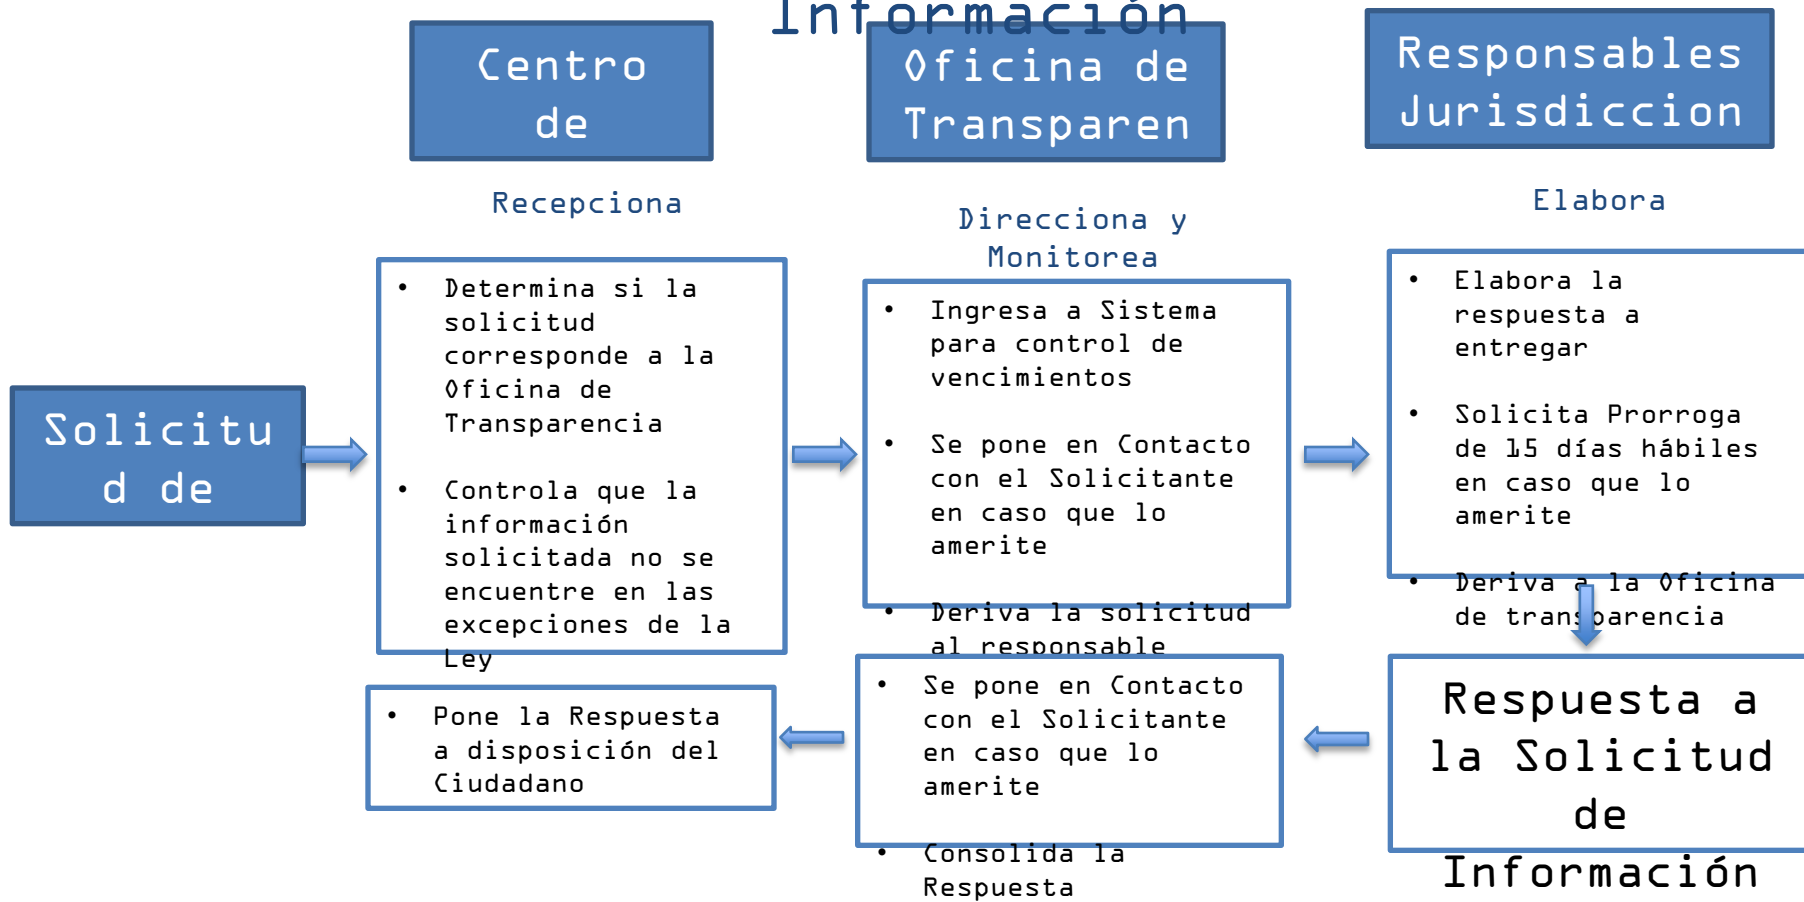 Información
Centro
de
Oficina de
Transparen
Responsables
Jurisdiccion
Recepciona
Direcciona y
Monitorea
Elabora
Solicitu
d de
• Determina si la
solicitud
corresponde a la
Oficina de
Transparencia
• Controla que la
información
solicitada no se
encuentre en las
excepciones de la
Ley
• Ingresa a Sistema
para control de
vencimientos
• Se pone en Contacto
con el Solicitante
en caso que lo
amerite
• Deriva la solicitud
al responsable
• Elabora la
respuesta a
entregar
• Solicita Prorroga
de 15 días hábiles
en caso que lo
amerite
• Deriva a la Oficina
de transparencia
Respuesta a
la Solicitud
de
Información
• Se pone en Contacto
con el Solicitante
en caso que lo
amerite
• Consolida la
Respuesta
• Pone la Respuesta
a disposición del
Ciudadano